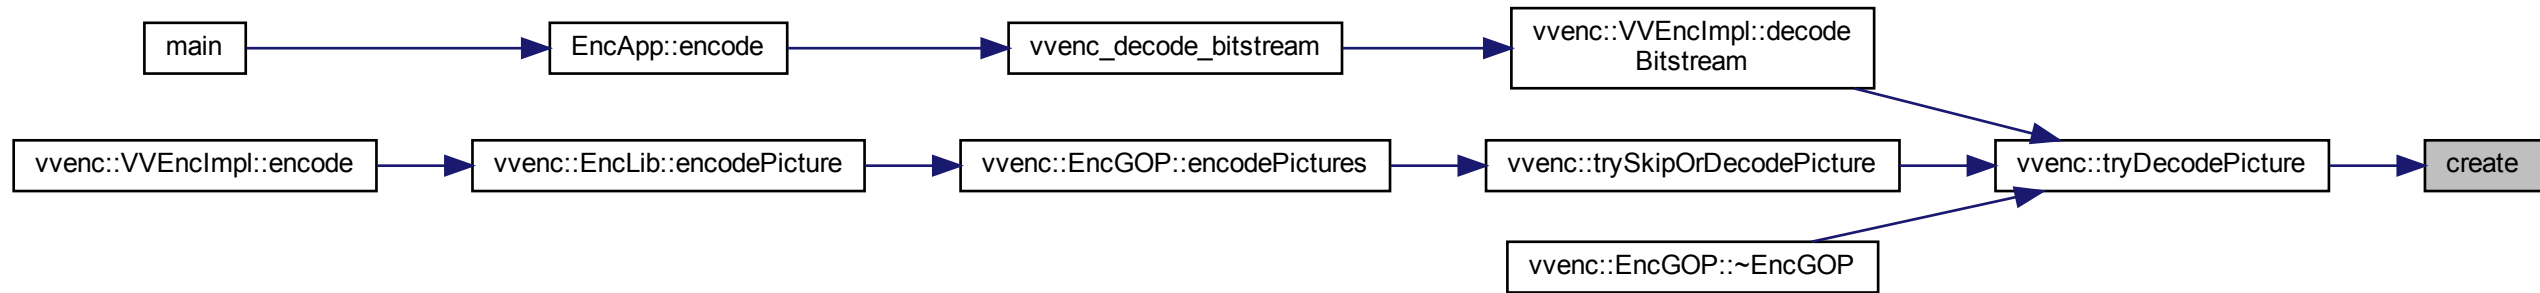 main
EncApp::encode
vvenc_decode_bitstream
vvenc::VVEncImpl::decode
Bitstream
vvenc::VVEncImpl::encode
vvenc::EncLib::encodePicture
vvenc::EncGOP::encodePictures
vvenc::trySkipOrDecodePicture
vvenc::tryDecodePicture
create
vvenc::EncGOP::~EncGOP